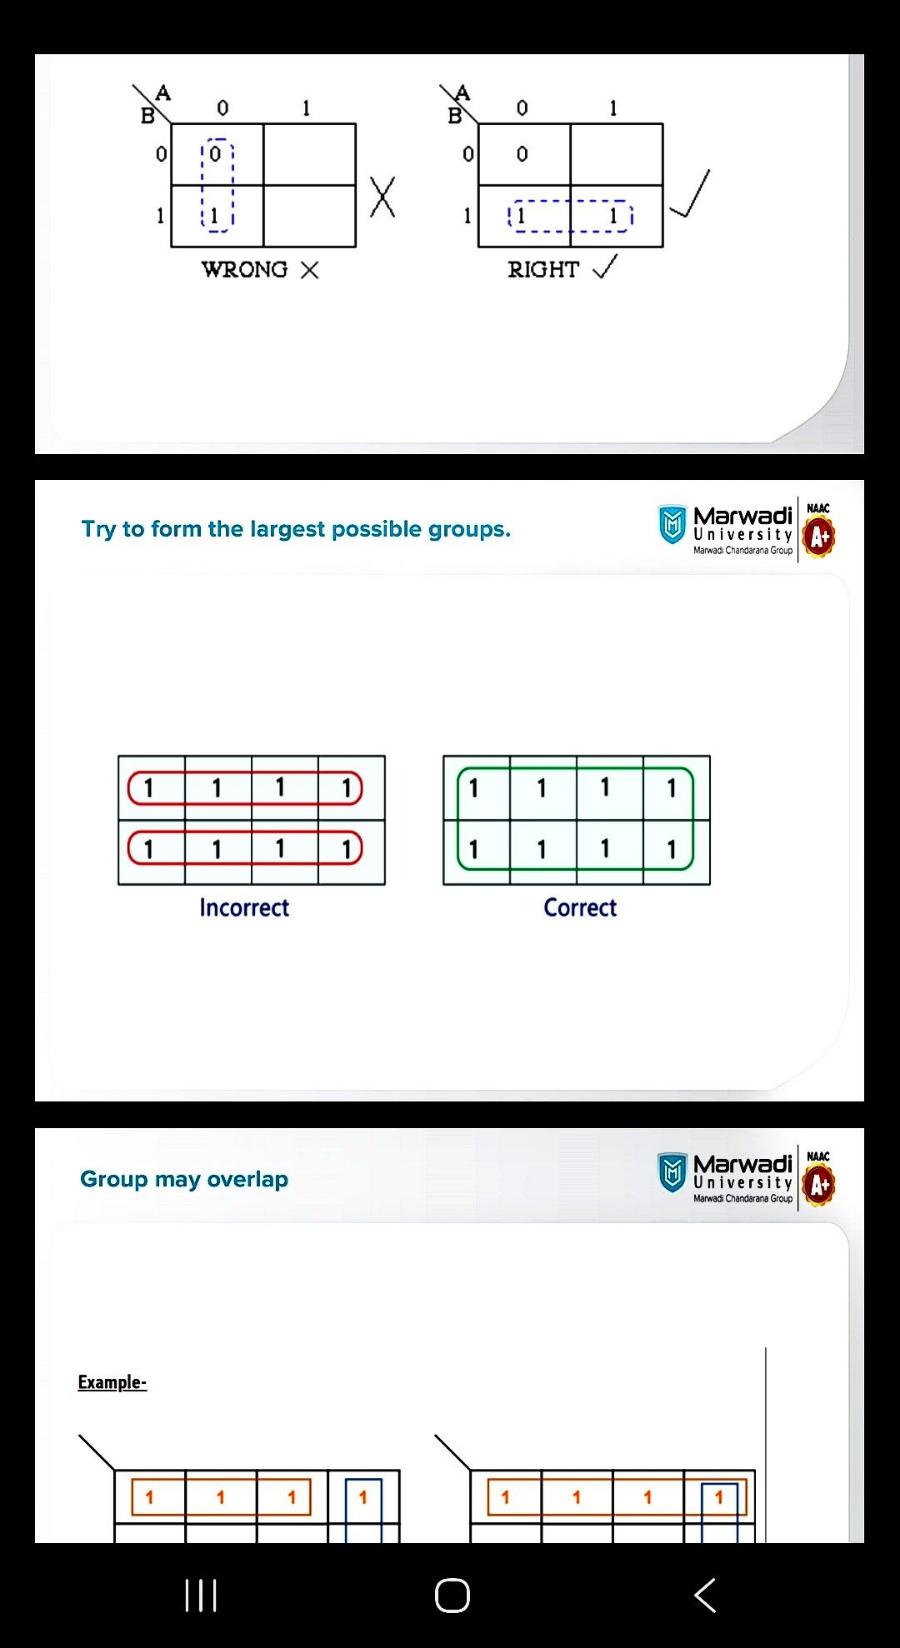 A A
B 0 1 B 0 1
0 0 0 0
1 1 1 1 1
WRONG X RIGHT ✓
Try to form the largest possible groups.
Marwadi
University
Marwadi Chandarana Group
NAAC
A+
1 1 1 1 1 1 1 1
1 1 1 1 1 1 1 1
Incorrect Correct
Group may overlap
Marwadi
University
Marwadi Chandarana Group
NAAC
A+
Example-
1 1 1 1 1 1 1 1